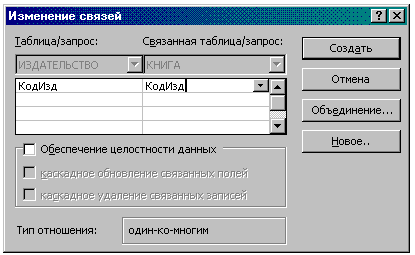 Изменение связей
Таблица/запрос: Связанная таблица/запрос:
Создать
ИЗДАТЕЛЬСТВО КНИГА
Отмена
КодИзд КодИзд
Объединение...
Обеспечение целостности данных
Новое..
каскадное обновление связанных полей
каскадное удаление связанных записей
Тип отношения: один-ко-многим